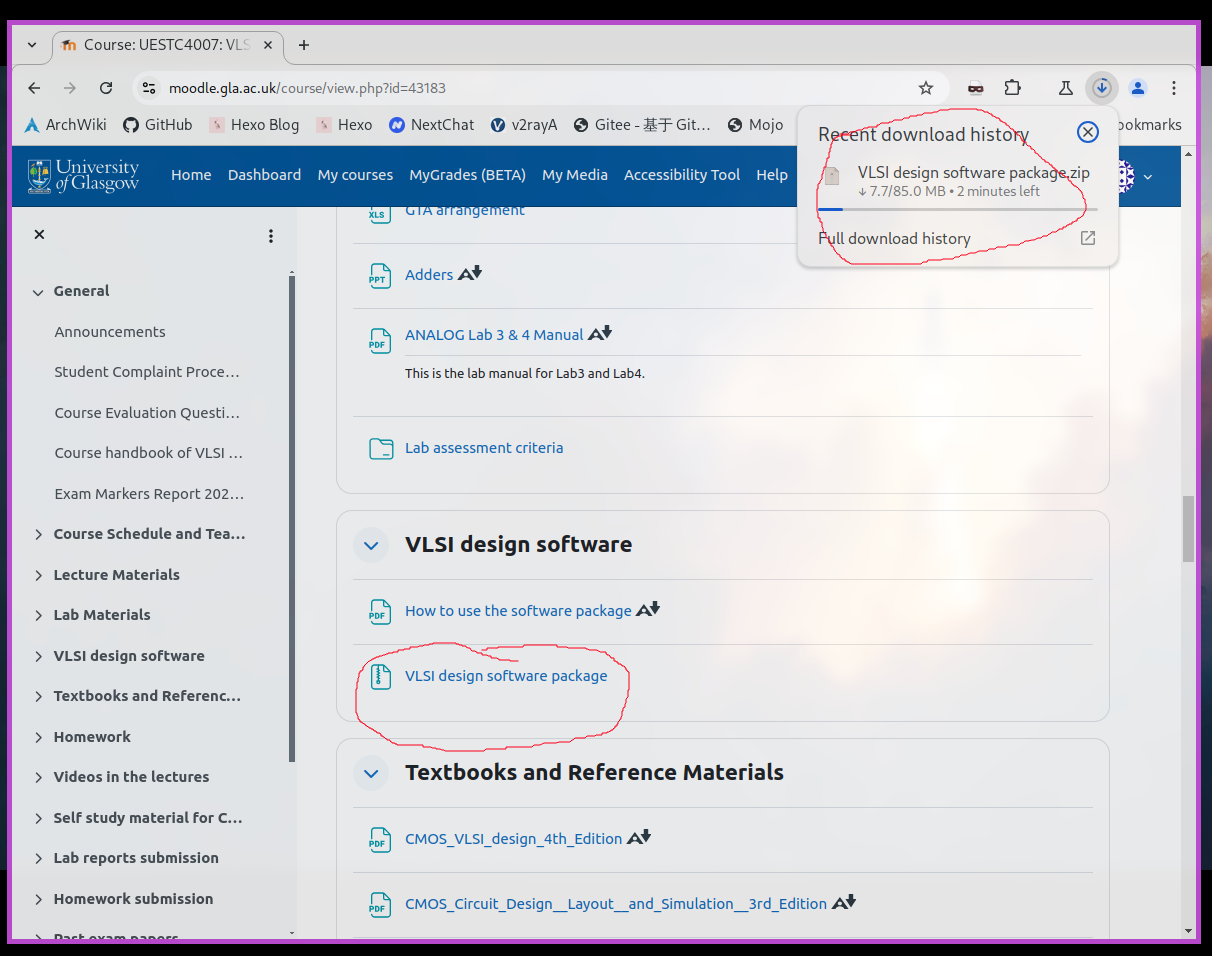 Course: UESTC4007: VLS
moodle.gla.ac.uk/course/view.php?id=43183
ArchWiki GitHub Hexo Blog Hexo NextChat v2rayA Gitee - 基于 Git… Mojo ookmarks
Recent download history
VLSI design software package.zip
↓ 7.7/85.0 MB • 2 minutes left
Full download history
University of Glasgow
Home Dashboard My courses MyGrades (BETA) My Media Accessibility Tool Help
General
Announcements
Student Complaint Proce…
Course Evaluation Questi…
Course handbook of VLSI …
Exam Markers Report 202…
Course Schedule and Tea…
Lecture Materials
Lab Materials
VLSI design software
Textbooks and Referenc…
Homework
Videos in the lectures
Self study material for C…
Lab reports submission
Homework submission
Past exam papers
XLS GTA arrangement
PPT Adders A
PDF ANALOG Lab 3 & 4 Manual A
This is the lab manual for Lab3 and Lab4.
Lab assessment criteria
VLSI design software
PDF How to use the software package A
VLSI design software package
Textbooks and Reference Materials
PDF CMOS_VLSI_design_4th_Edition A
PDF CMOS_Circuit_Design__Layout__and_Simulation__3rd_Edition A